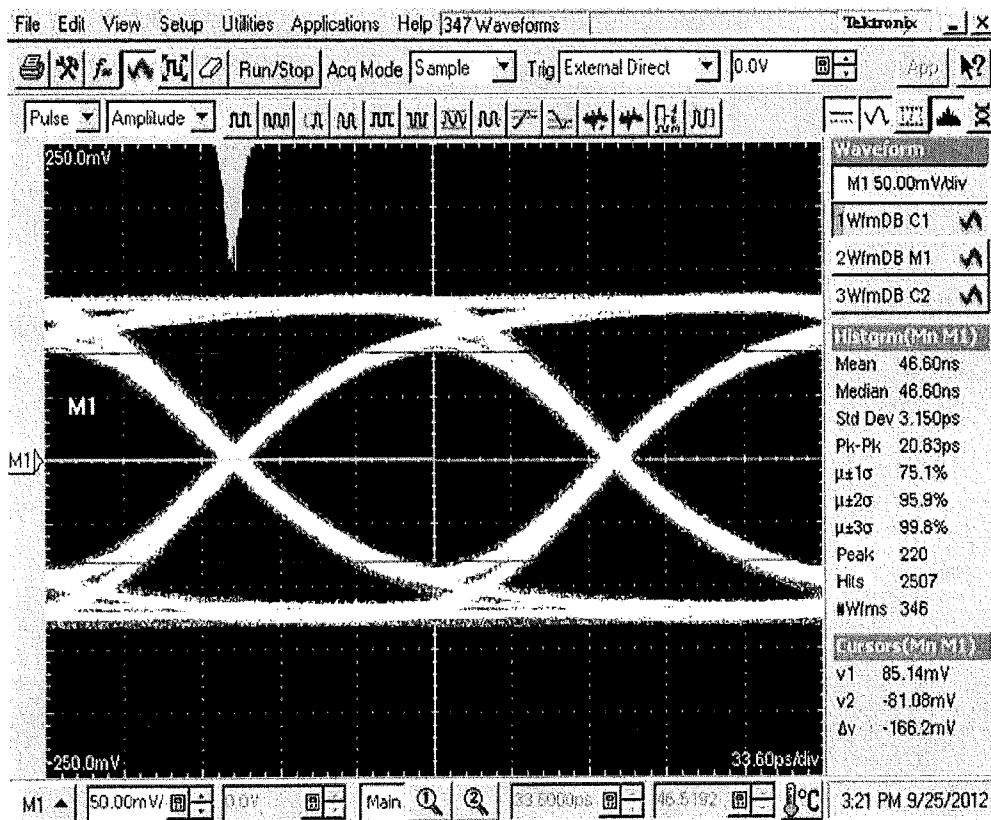 File Edit View Setup Utilities Applications Help 347 Waveforms Tektronix
Run/Stop Acq Mode Sample Trig External Direct 0.0V App
Pulse Amplitude
250.0mV
Waveform
M1 50.00mV/div
1WfmDB C1
2WfmDB M1
3WfmDB C2
Histgrm(Mn M1)
Mean 46.60ns
Median 46.60ns
Std Dev 3.150ps
Pk-Pk 20.83ps
µ±1σ 75.1%
µ±2σ 95.9%
µ±3σ 99.8%
Peak 220
Hits 2507
#Wfms 346
Cursors(Mn M1)
v1 85.14mV
v2 -81.08mV
Δv -166.2mV
M1
M1
-250.0mV
33.60ps/div
M1 50.00mV/ 0.0V Main 1 2 33.6000ps 46.5192 °C 3:21 PM 9/25/2012